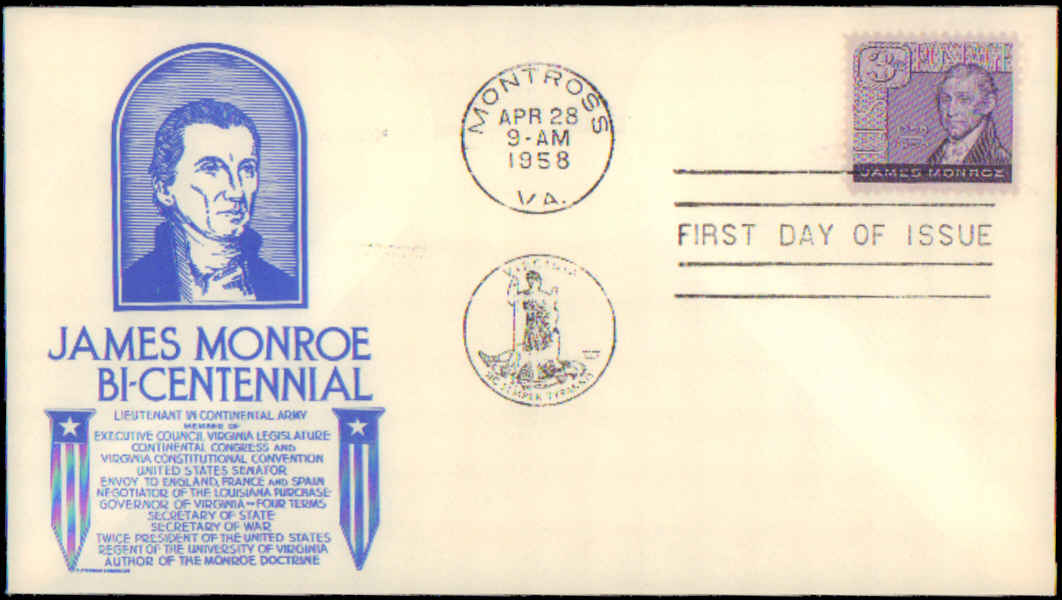 JAMES MONROE
BI-CENTENNIAL
LIEUTENANT IN CONTINENTAL ARMY
MEMBER OF
EXECUTIVE COUNCIL, VIRGINIA LEGISLATURE
CONTINENTAL CONGRESS AND
VIRGINIA CONSTITUTIONAL CONVENTION
UNITED STATES SENATOR
ENVOY TO ENGLAND, FRANCE AND SPAIN
NEGOTIATOR OF THE LOUISIANA PURCHASE
GOVERNOR OF VIRGINIA—FOUR TERMS
SECRETARY OF STATE
SECRETARY OF WAR
TWICE PRESIDENT OF THE UNITED STATES
REGENT OF THE UNIVERSITY OF VIRGINIA
AUTHOR OF THE MONROE DOCTRINE
MONTROSS
APR 28
9-AM
1958
VA.
VIRGINIA
SIC SEMPER TYRANNIS
3¢
JAMES MONROE
FIRST DAY OF ISSUE